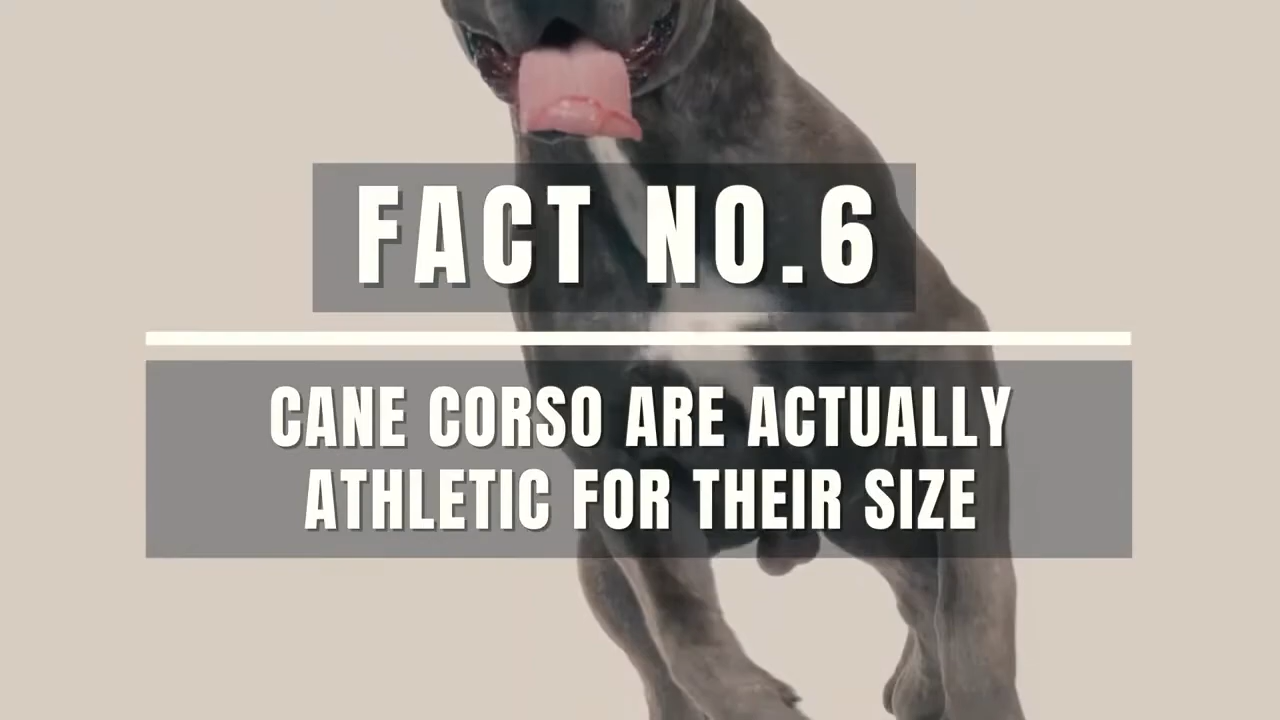 FACT NO.6
CANE CORSO ARE ACTUALLY
ATHLETIC FOR THEIR SIZE